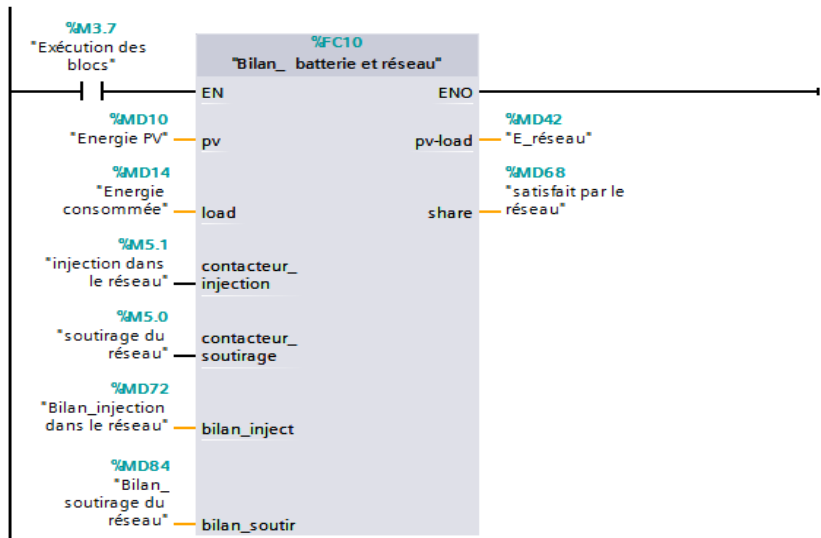 %M3.7
"Exécution des
blocs"
%FC10
"Bilan_ batterie et réseau"
EN
ENO
%MD10
"Energie PV"
pv
pv-load
%MD42
"E_réseau"
%MD14
"Energie
consommée"
load
share
%MD68
"satisfait par le
réseau"
%M5.1
"injection dans
le réseau"
contacteur_
injection
%M5.0
"soutirage du
réseau"
contacteur_
soutirage
%MD72
"Bilan_injection
dans le réseau"
bilan_inject
%MD84
"Bilan_
soutirage du
réseau"
bilan_soutir